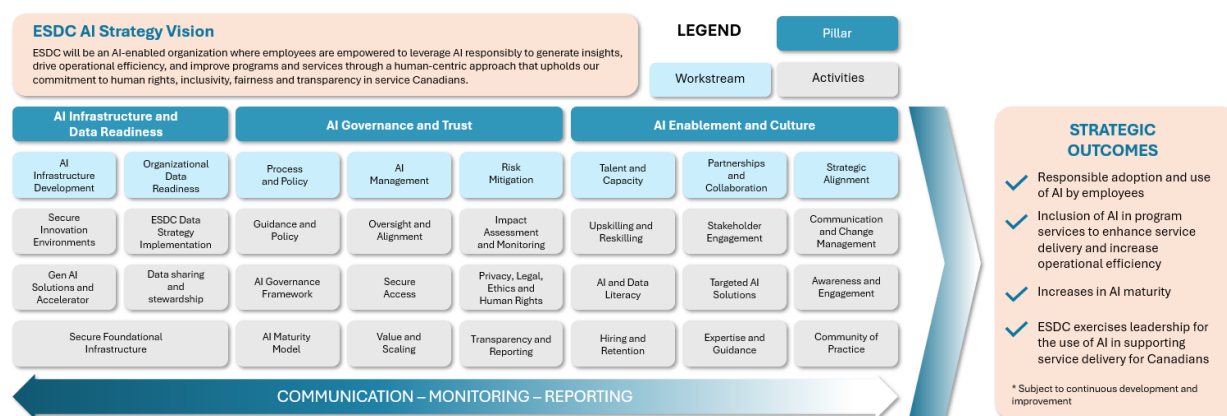 ESDC AI Strategy Vision
ESDC will be an AI-enabled organization where employees are empowered to leverage AI responsibly to generate insights,
drive operational efficiency, and improve programs and services through a human-centric approach that upholds our
commitment to human rights, inclusivity, fairness and transparency in service Canadians.
LEGEND
Pillar
Workstream
Activities
AI Infrastructure and
Data Readiness
AI Governance and Trust
AI Enablement and Culture
AI
Infrastructure
Development
Organizational
Data
Readiness
Process
and Policy
AI
Management
Risk
Mitigation
Talent and
Capacity
Partnerships
and
Collaboration
Strategic
Alignment
Secure
Innovation
Environments
ESDC Data
Strategy
Implementation
Guidance and
Policy
Oversight and
Alignment
Impact
Assessment
and Monitoring
Upskilling and
Reskilling
Stakeholder
Engagement
Communication
and Change
Management
Gen AI
Solutions and
Accelerator
Data sharing
and
stewardship
AI Governance
Framework
Secure
Access
Privacy, Legal,
Ethics and
Human Rights
AI and Data
Literacy
Targeted AI
Solutions
Awareness and
Engagement
Secure Foundational
Infrastructure
AI Maturity
Model
Value and
Scaling
Transparency and
Reporting
Hiring and
Retention
Expertise and
Guidance
Community of
Practice
COMMUNICATION – MONITORING – REPORTING
STRATEGIC
OUTCOMES
Responsible adoption and use
of AI by employees
Inclusion of AI in program
services to enhance service
delivery and increase
operational efficiency
Increases in AI maturity
ESDC exercises leadership for
the use of AI in supporting
service delivery for Canadians
* Subject to continuous development and
improvement